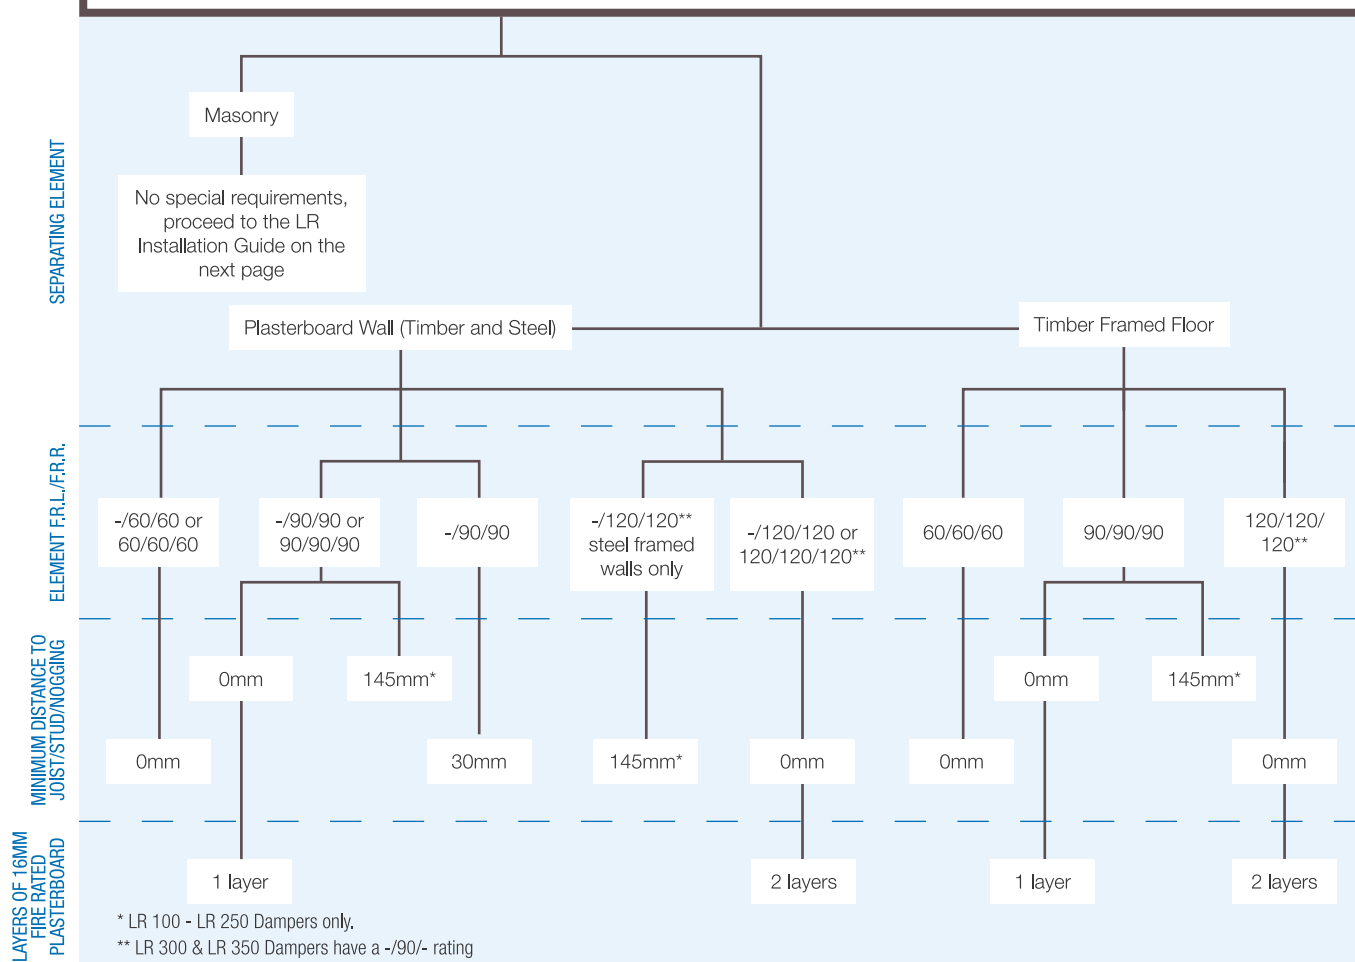 SEPARATING ELEMENT
Masonry
No special requirements,
proceed to the LR
Installation Guide on the
next page
Plasterboard Wall (Timber and Steel)
Timber Framed Floor
ELEMENT F.R.L./F.R.R.
-/60/60 or
60/60/60
-/90/90 or
90/90/90
-/90/90
-/120/120**
steel framed
walls only
-/120/120 or
120/120/120**
60/60/60
90/90/90
120/120/
120**
MINIMUM DISTANCE TO
JOIST/STUD/NOGGING
0mm
145mm*
0mm
145mm*
0mm
30mm
145mm*
0mm
0mm
0mm
LAYERS OF 16MM
FIRE RATED
PLASTERBOARD
1 layer
2 layers
1 layer
2 layers
* LR 100 - LR 250 Dampers only.
** LR 300 & LR 350 Dampers have a -/90/- rating